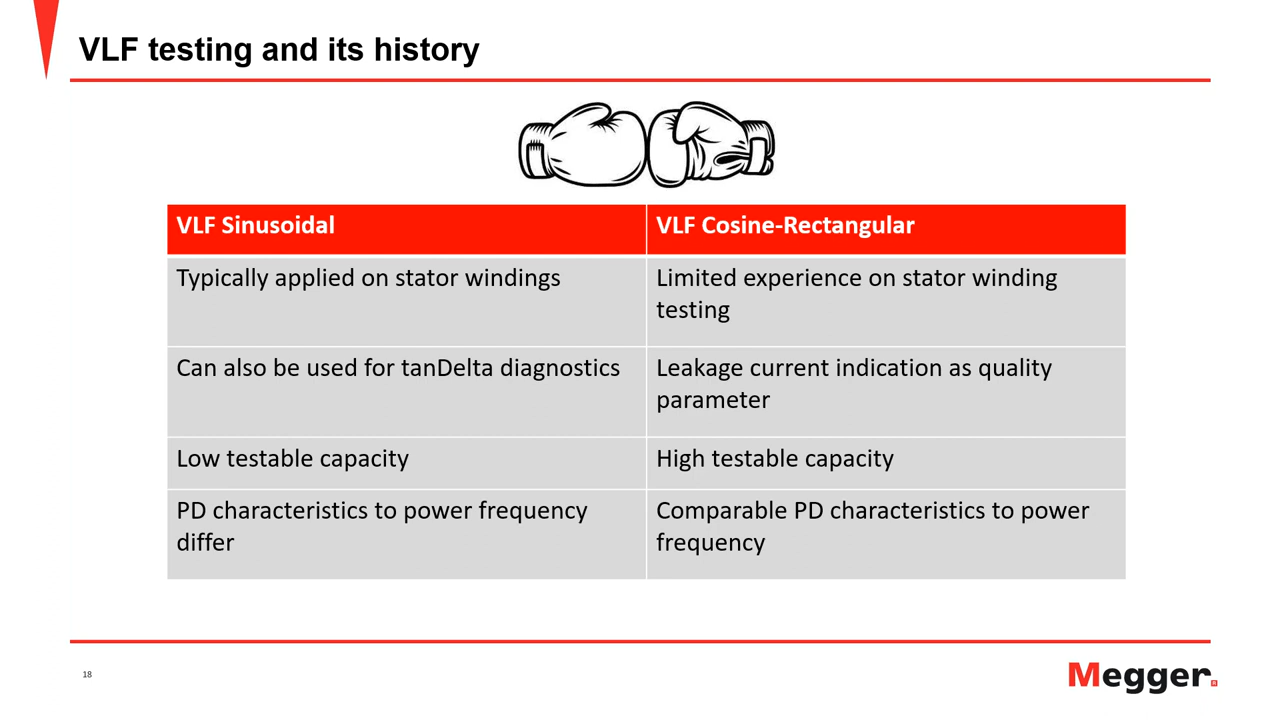 VLF testing and its history
VLF Sinusoidal
VLF Cosine-Rectangular
Typically applied on stator windings
Limited experience on stator winding
testing
Can also be used for tanDelta diagnostics
Leakage current indication as quality
parameter
Low testable capacity
High testable capacity
PD characteristics to power frequency
differ
Comparable PD characteristics to power
frequency
18
Megger.